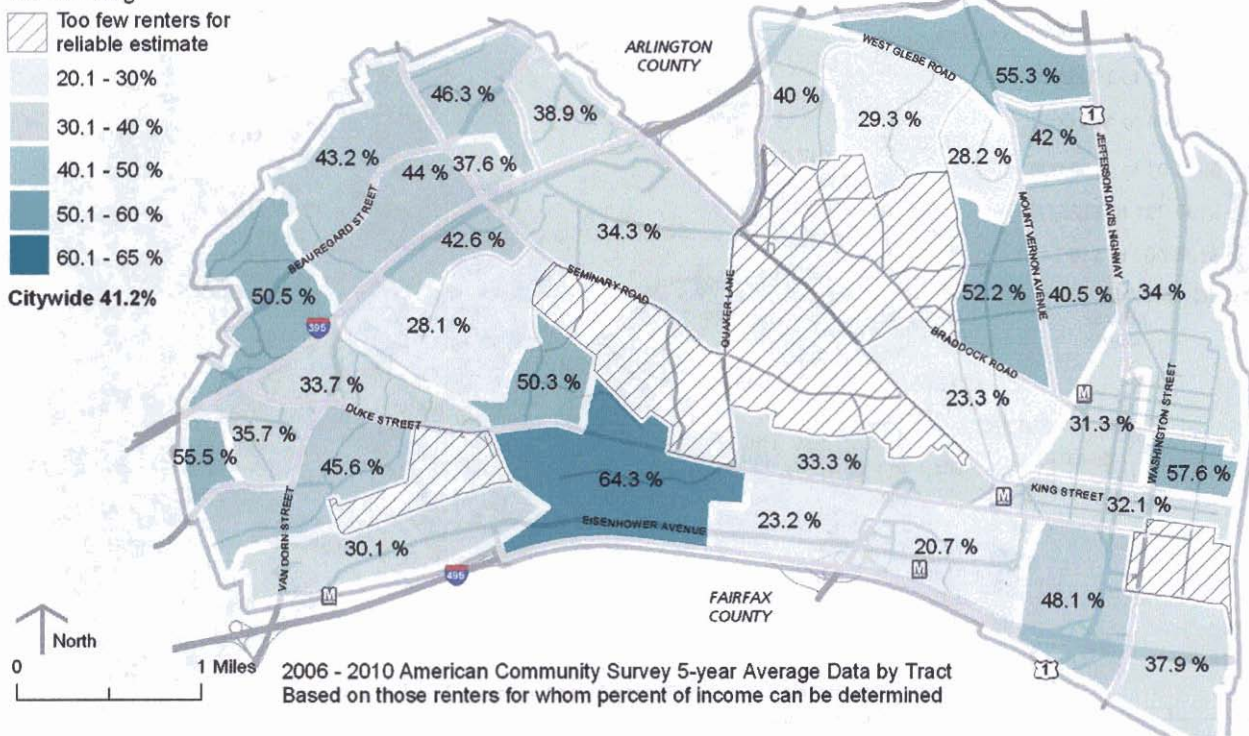 Too few renters for
reliable estimate
20.1 - 30%
30.1 - 40 %
40.1 - 50 %
50.1 - 60 %
60.1 - 65 %
Citywide 41.2%
ARLINGTON
COUNTY
WEST GLEBE ROAD
55.3 %
46.3 %
38.9 %
40 %
29.3 %
1
42 %
43.2 %
44 %
37.6 %
28.2 %
JEFFERSON DAVIS HIGHWAY
BEAUREGARD STREET
42.6 %
34.3 %
MOUNT VERNON AVENUE
SEMINARY ROAD
QUAKER LANE
50.5 %
395
28.1 %
52.2 %
40.5 %
34 %
BRADDOCK ROAD
33.7 %
50.3 %
23.3 %
M
WASHINGTON STREET
DUKE STREET
35.7 %
31.3 %
55.5 %
45.6 %
64.3 %
33.3 %
57.6 %
KING STREET
M
32.1 %
VAN DORN STREET
EISENHOWER AVENUE
23.2 %
20.7 %
30.1 %
M
495
M
FAIRFAX
COUNTY
48.1 %
1
37.9 %
North
0
1 Miles
2006 - 2010 American Community Survey 5-year Average Data by Tract
Based on those renters for whom percent of income can be determined